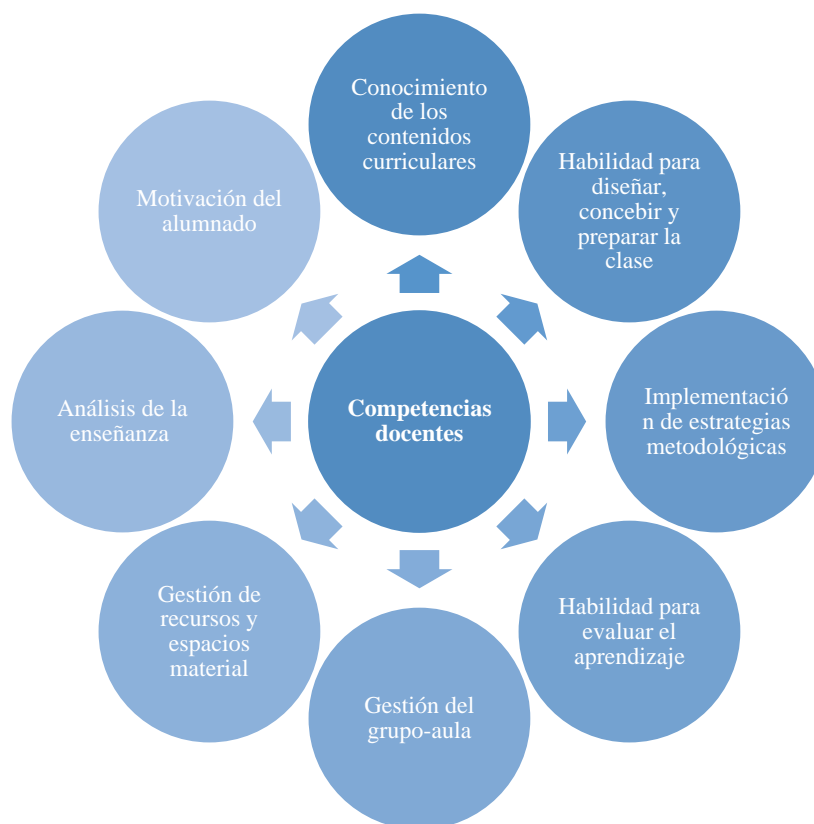 Conocimiento
de los
contenidos
curriculares
Habilidad para
diseñar,
concebir y
preparar la
clase
Implementació
n de estrategias
metodológicas
Habilidad para
evaluar el
aprendizaje
Gestión del
grupo-aula
Gestión de
recursos y
espacios
material
Análisis de la
enseñanza
Motivación del
alumnado
Competencias
docentes